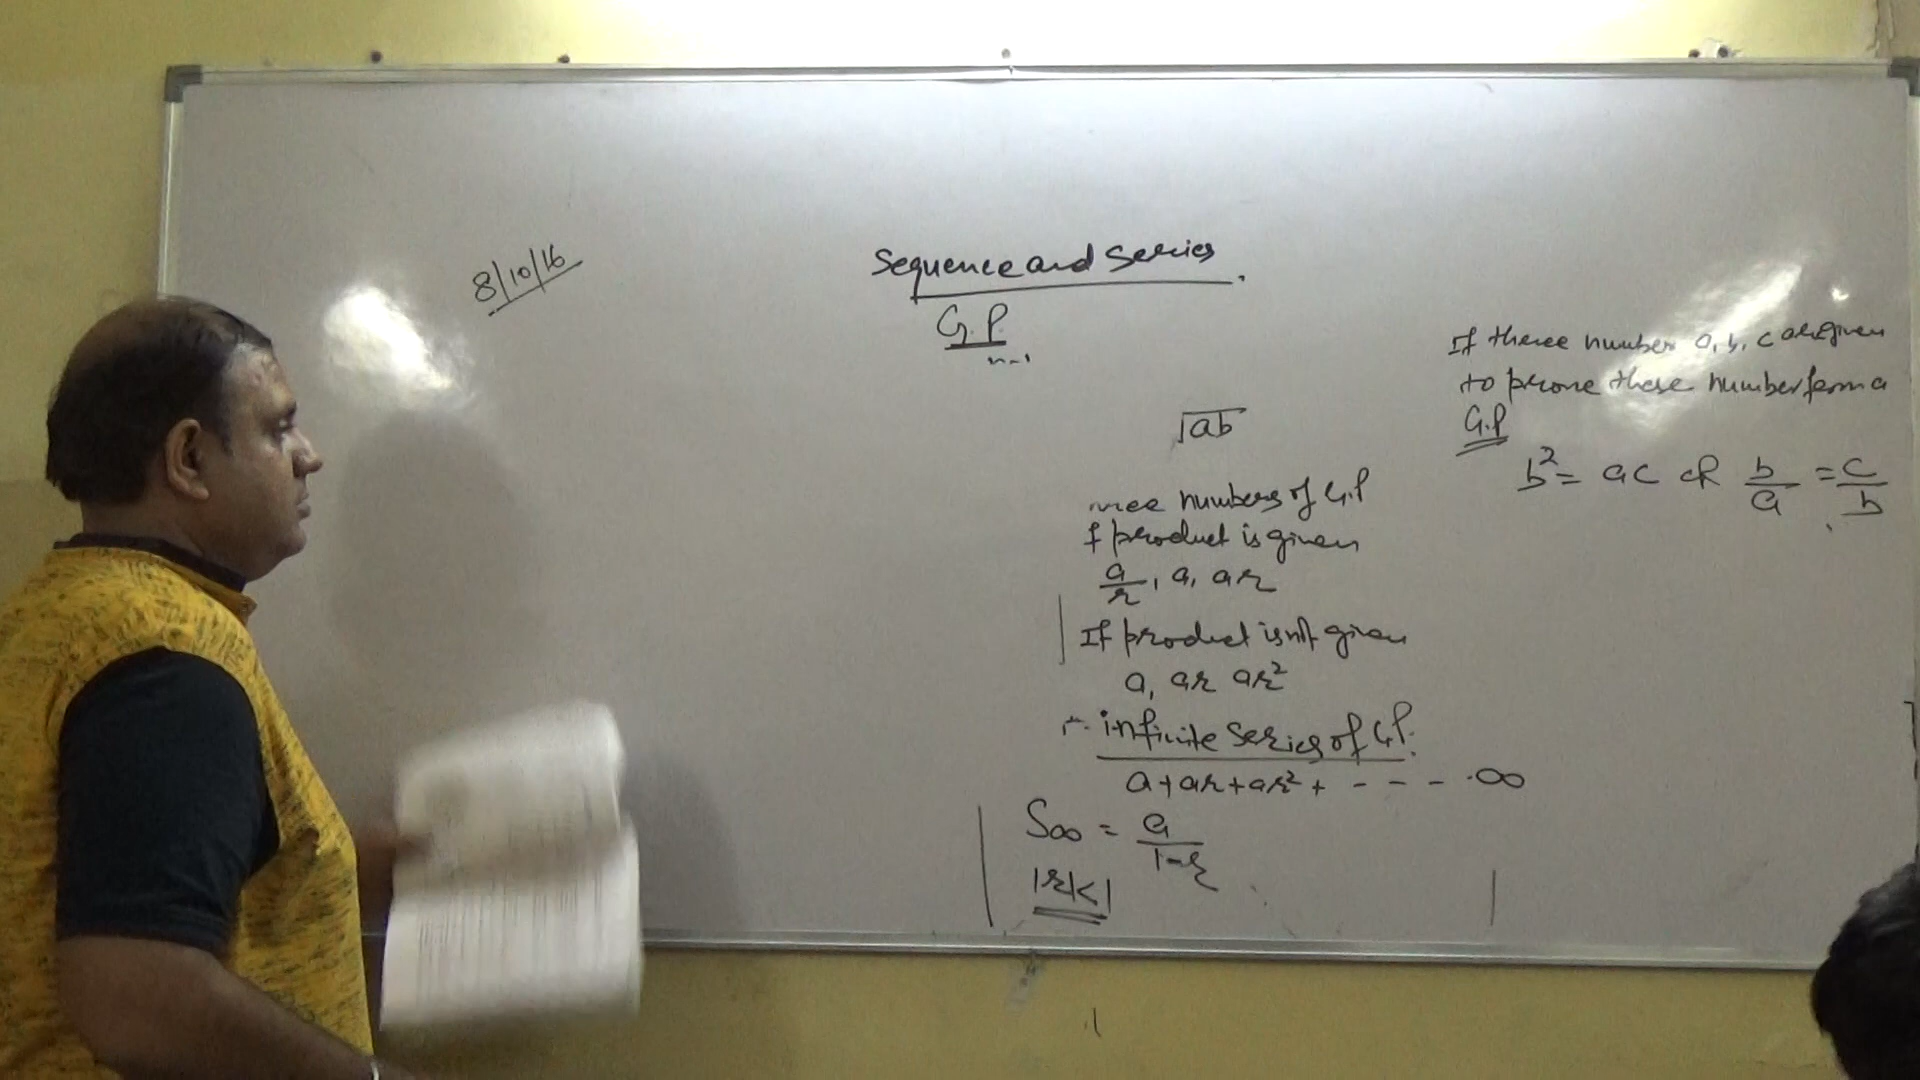 8/10/16
Sequence and Series
G.P.
n-1
√ab
numbers of G.P
f product is given
a/r, a, ar
If product is not given
a, ar ar²
infinite series of G.P.
a+ar+ar²+ - - - - ·∞
S∞ = a/1-r
|r|<1
If three number a, b, c are given
to prove these number form a
G.P
b² = ac or b/a = c/b